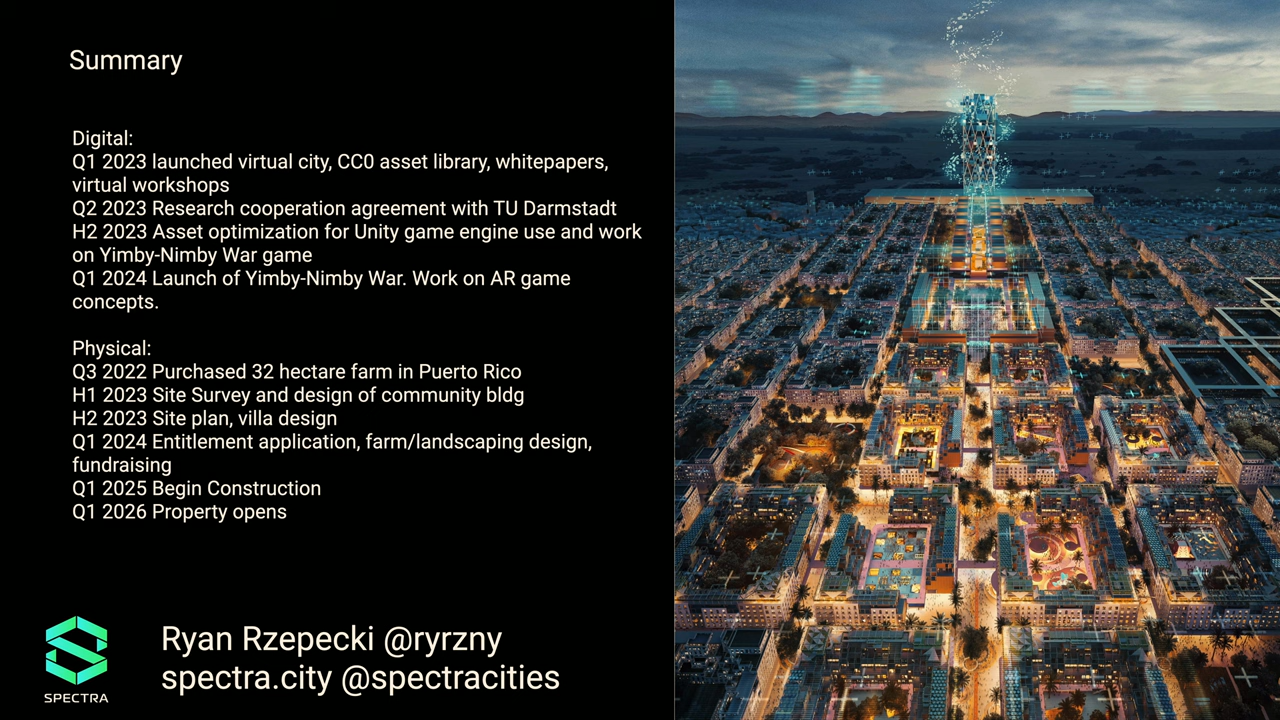 Summary
Digital:
Q1 2023 launched virtual city, CC0 asset library, whitepapers,
virtual workshops
Q2 2023 Research cooperation agreement with TU Darmstadt
H2 2023 Asset optimization for Unity game engine use and work
on Yimby-Nimby War game
Q1 2024 Launch of Yimby-Nimby War. Work on AR game
concepts.
Physical:
Q3 2022 Purchased 32 hectare farm in Puerto Rico
H1 2023 Site Survey and design of community bldg
H2 2023 Site plan, villa design
Q1 2024 Entitlement application, farm/landscaping design,
fundraising
Q1 2025 Begin Construction
Q1 2026 Property opens
SPECTRA
Ryan Rzepecki @ryrzny
spectra.city @spectracities